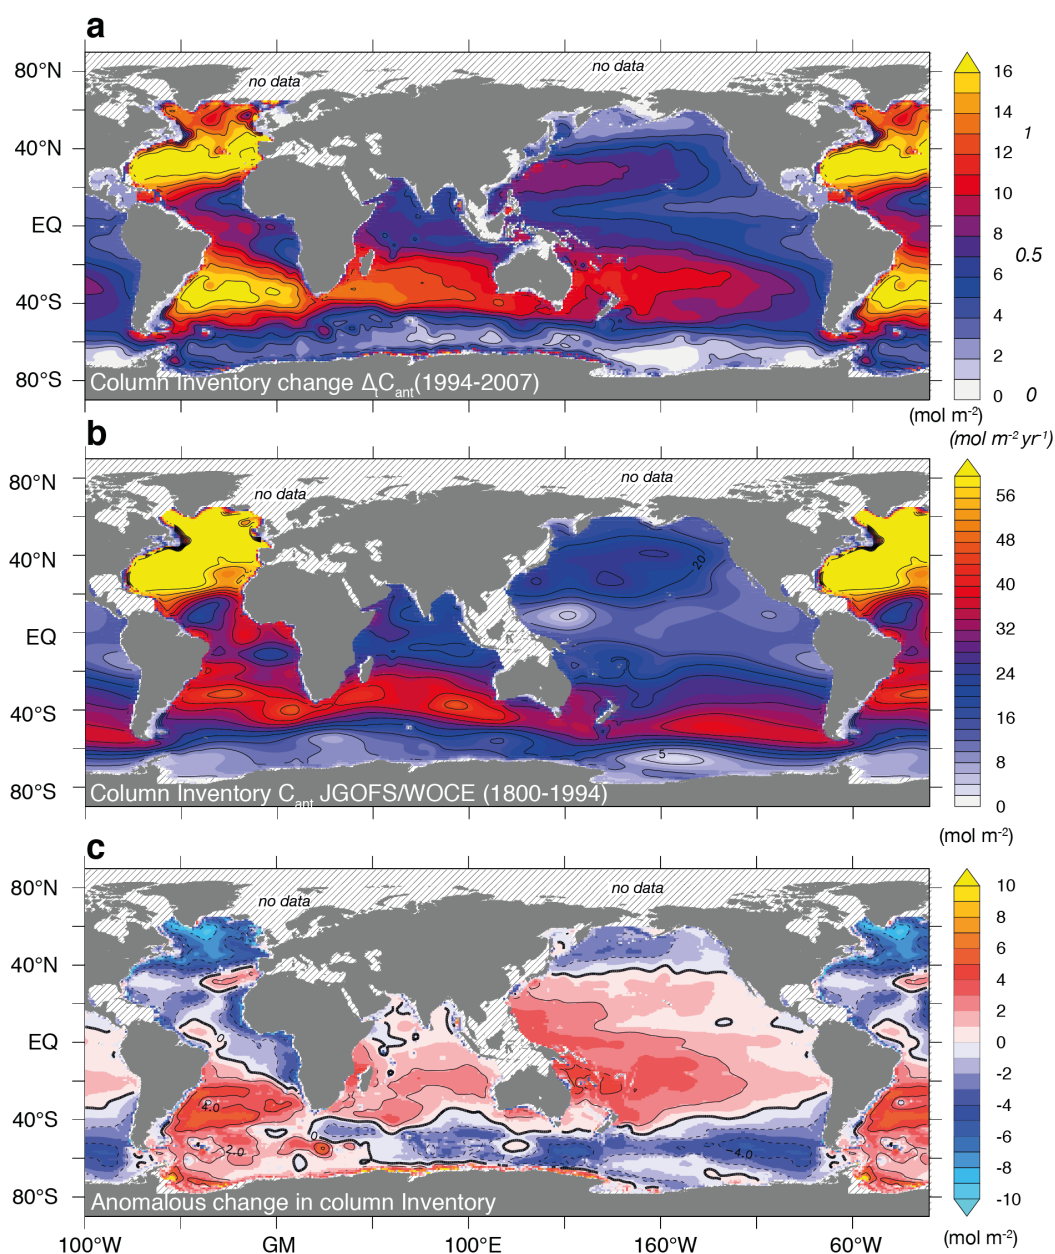 a
no data
no data
80°N
40°N
EQ
40°S
80°S
Column Inventory change ΔtCant(1994-2007)
16
14
12
10
8
6
4
2
0
1
0.5
0
(mol m-2)
(mol m-2 yr-1)
b
no data
no data
80°N
40°N
EQ
40°S
80°S
20
5
Column Inventory Cant JGOFS/WOCE (1800-1994)
56
48
40
32
24
16
8
0
(mol m-2)
c
no data
no data
80°N
40°N
EQ
40°S
80°S
0
4.0
0
2.0
-4.0
Anomalous change in column Inventory
10
8
6
4
2
0
-2
-4
-6
-8
-10
(mol m-2)
100°W
GM
100°E
160°W
60°W